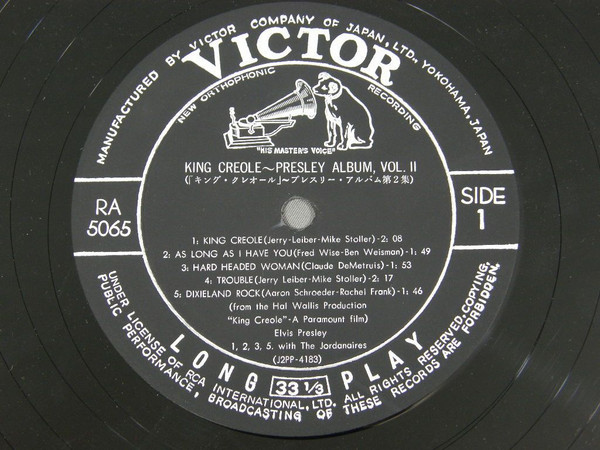 MANUFACTURED BY VICTOR COMPANY OF JAPAN, LTD., YOKOHAMA, JAPAN
VICTOR
NEW ORTHOPHONIC RECORDING
"HIS MASTER'S VOICE"
KING CREOLE~PRESLEY ALBUM, VOL. II
(「キング・クレオール」~プレスリー・アルバム第2集)
RA
5065
SIDE
1
1: KING CREOLE(Jerry-Leiber-Mike Stoller)-2: 08
2: AS LONG AS I HAVE YOU(Fred Wise-Ben Weisman)-1: 49
3: HARD HEADED WOMAN(Claude DeMetruis)-1: 53
4: TROUBLE(Jerry Leiber-Mike Stoller)-2: 17
5: DIXIELAND ROCK(Aaron Schroeder-Rachel Frank)-1: 46
(from the Hal Wallis Production
"King Creole"-A Paramount film)
Elvis Presley
1, 2, 3, 5, with The Jordanaires
(J2PP-4183)
LONG 33 1/3 PLAY
UNDER LICENSE OF RCA INTERNATIONAL, LTD. ALL RIGHTS RESERVED. COPYING,
PUBLIC PERFORMANCE, BROADCASTING OF THESE RECORDS ARE FORBIDDEN.